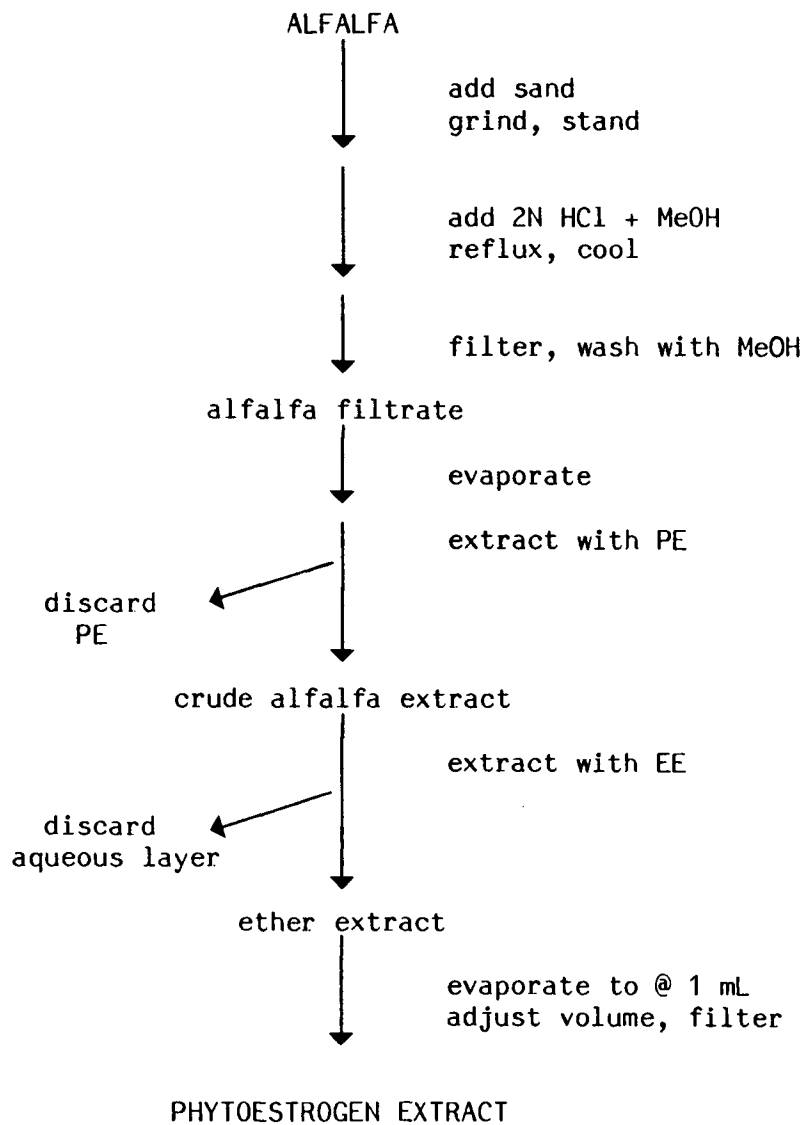 ALFALFA
add sand
grind, stand
add 2N HCl + MeOH
reflux, cool
filter, wash with MeOH
alfalfa filtrate
evaporate
extract with PE
discard
PE
crude alfalfa extract
extract with EE
discard
aqueous layer
ether extract
evaporate to @ 1 mL
adjust volume, filter
PHYTOESTROGEN EXTRACT